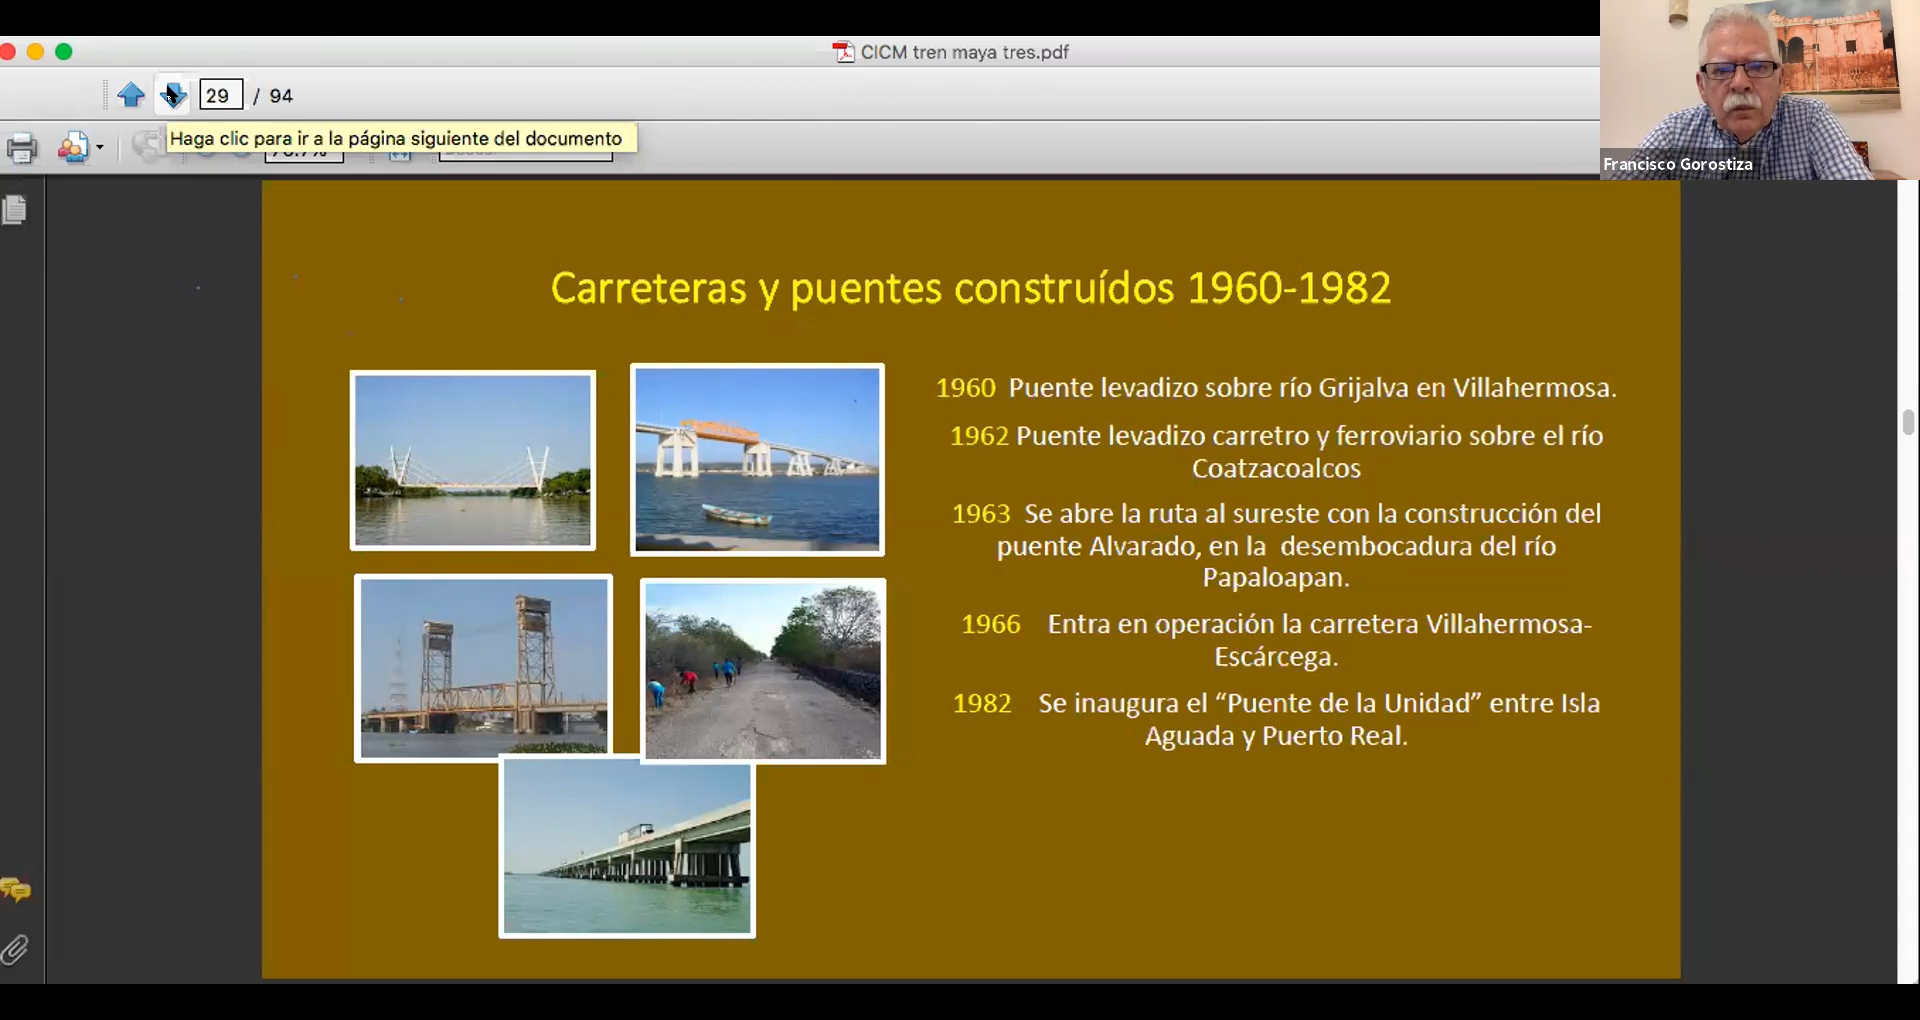 CICM tren maya tres.pdf
29 / 94
Haga clic para ir a la página siguiente del documento
Francisco Gorostiza
Carreteras y puentes construídos 1960-1982
1960 Puente levadizo sobre río Grijalva en Villahermosa.
1962 Puente levadizo carretro y ferroviario sobre el río
Coatzacoalcos
1963 Se abre la ruta al sureste con la construcción del
puente Alvarado, en la desembocadura del río
Papaloapan.
1966 Entra en operación la carretera Villahermosa-
Escárcega.
1982 Se inaugura el “Puente de la Unidad” entre Isla
Aguada y Puerto Real.